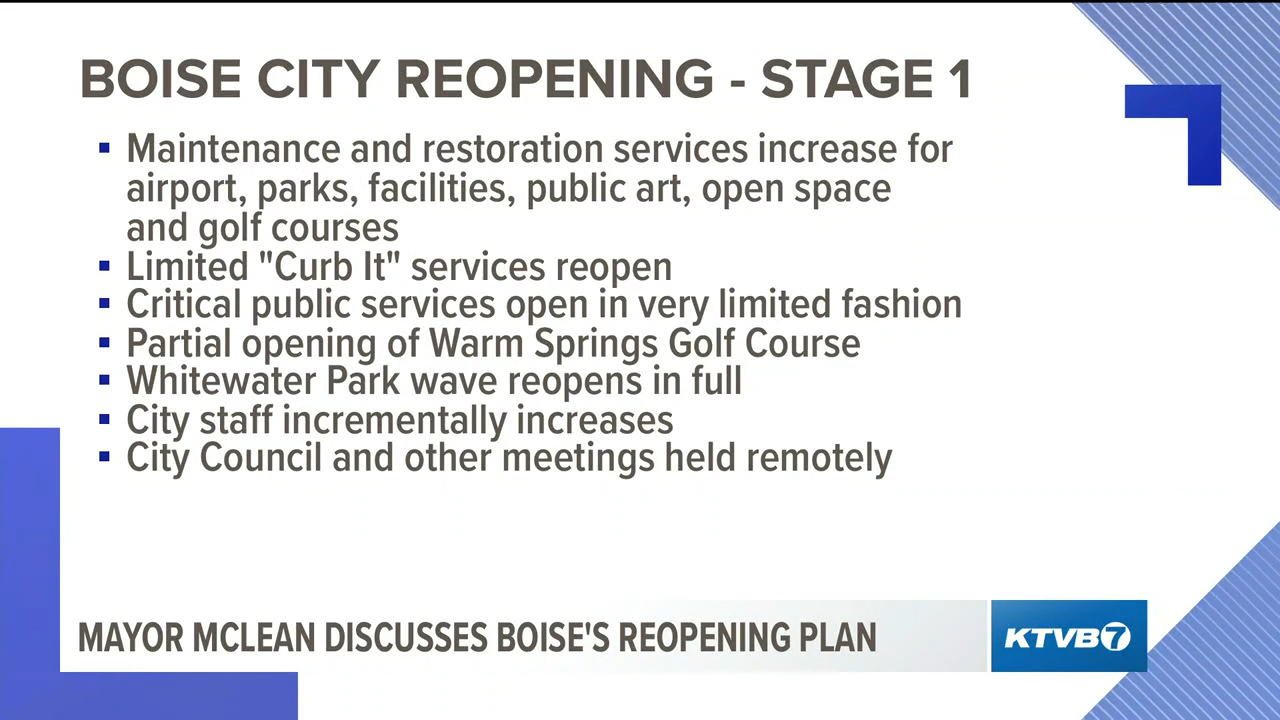 BOISE CITY REOPENING - STAGE 1
▪ Maintenance and restoration services increase for
airport, parks, facilities, public art, open space
and golf courses
▪ Limited "Curb It" services reopen
▪ Critical public services open in very limited fashion
▪ Partial opening of Warm Springs Golf Course
▪ Whitewater Park wave reopens in full
▪ City staff incrementally increases
▪ City Council and other meetings held remotely
MAYOR MCLEAN DISCUSSES BOISE'S REOPENING PLAN
KTVB7